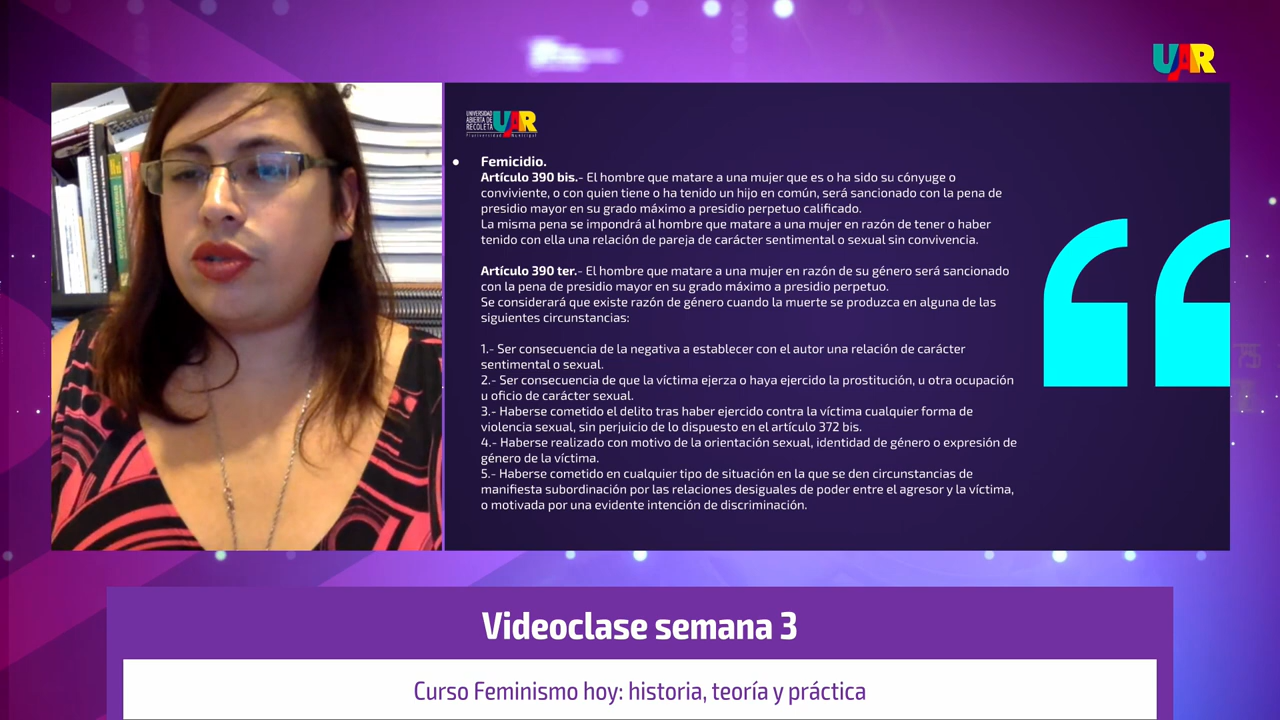 UAR
UNIVERSIDAD
ABIERTA DE
RECOLETA
UAR
Femicidio.
Artículo 390 bis.- El hombre que matare a una mujer que es o ha sido su cónyuge o
conviviente, o con quien tiene o ha tenido un hijo en común, será sancionado con la pena de
presidio mayor en su grado máximo a presidio perpetuo calificado.
La misma pena se impondrá al hombre que matare a una mujer en razón de tener o haber
tenido con ella una relación de pareja de carácter sentimental o sexual sin convivencia.
Artículo 390 ter.- El hombre que matare a una mujer en razón de su género será sancionado
con la pena de presidio mayor en su grado máximo a presidio perpetuo.
Se considerará que existe razón de género cuando la muerte se produzca en alguna de las
siguientes circunstancias:
1.- Ser consecuencia de la negativa a establecer con el autor una relación de carácter
sentimental o sexual.
2.- Ser consecuencia de que la víctima ejerza o haya ejercido la prostitución, u otra ocupación
u oficio de carácter sexual.
3.- Haberse cometido el delito tras haber ejercido contra la víctima cualquier forma de
violencia sexual, sin perjuicio de lo dispuesto en el artículo 372 bis.
4.- Haberse realizado con motivo de la orientación sexual, identidad de género o expresión de
género de la víctima.
5.- Haberse cometido en cualquier tipo de situación en la que se den circunstancias de
manifiesta subordinación por las relaciones desiguales de poder entre el agresor y la víctima,
o motivada por una evidente intención de discriminación.
Videoclase semana 3
Curso Feminismo hoy: historia, teoría y práctica